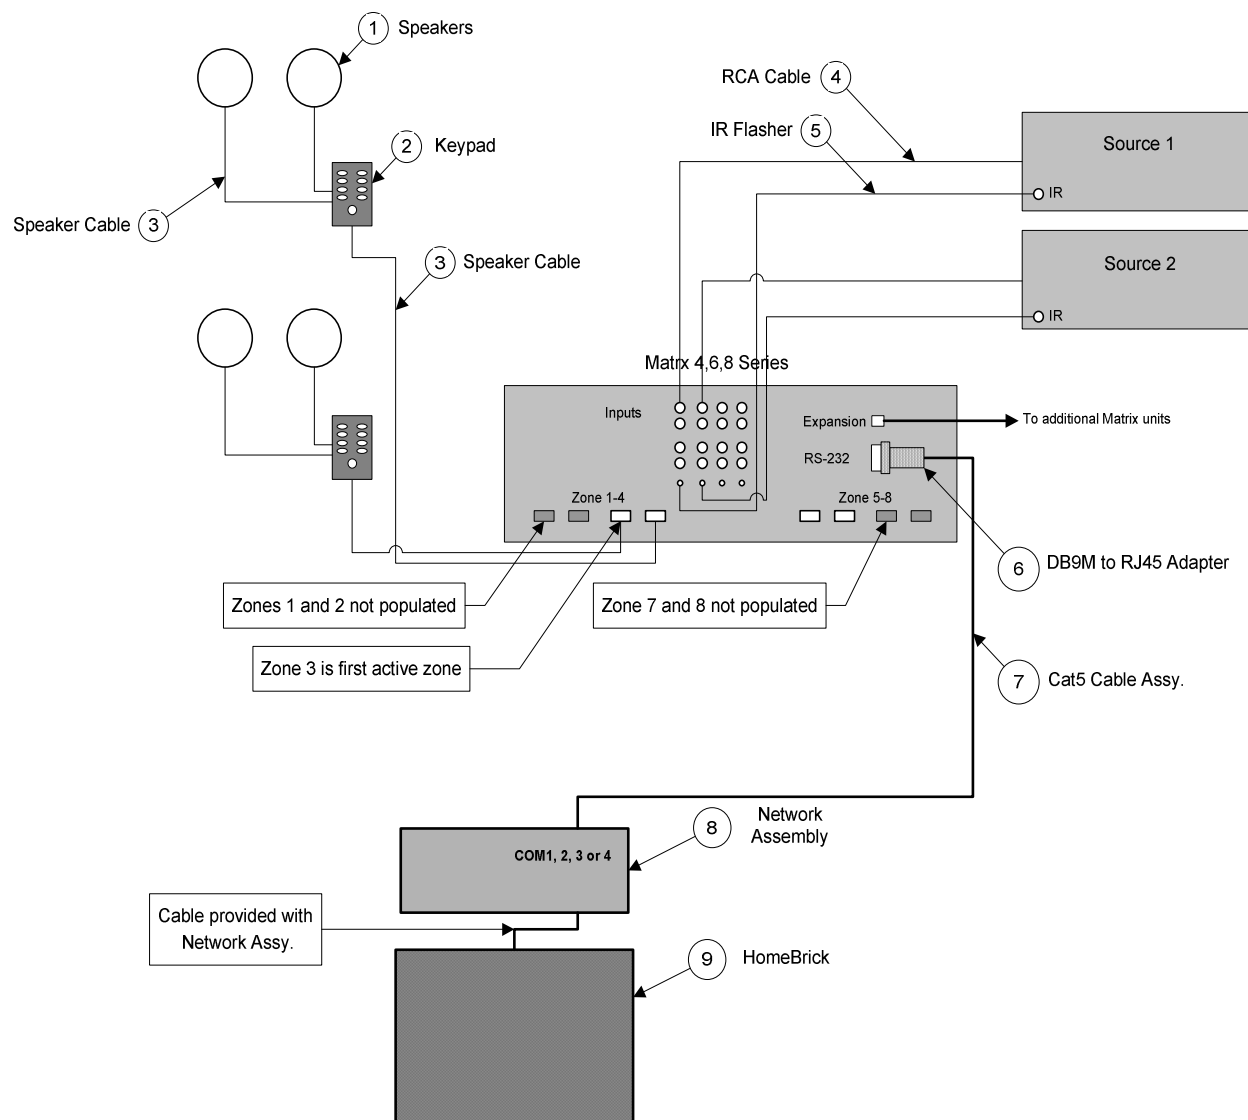 1 Speakers
RCA Cable 4
IR Flasher 5
Source 1
2 Keypad
IR
Speaker Cable 3
3 Speaker Cable
Source 2
IR
Matrx 4,6,8 Series
Inputs
Expansion
To additional Matrix units
RS-232
Zone 1-4
Zone 5-8
6 DB9M to RJ45 Adapter
Zones 1 and 2 not populated
Zone 7 and 8 not populated
Zone 3 is first active zone
7 Cat5 Cable Assy.
8 Network
Assembly
COM1, 2, 3 or 4
Cable provided with
Network Assy.
9 HomeBrick